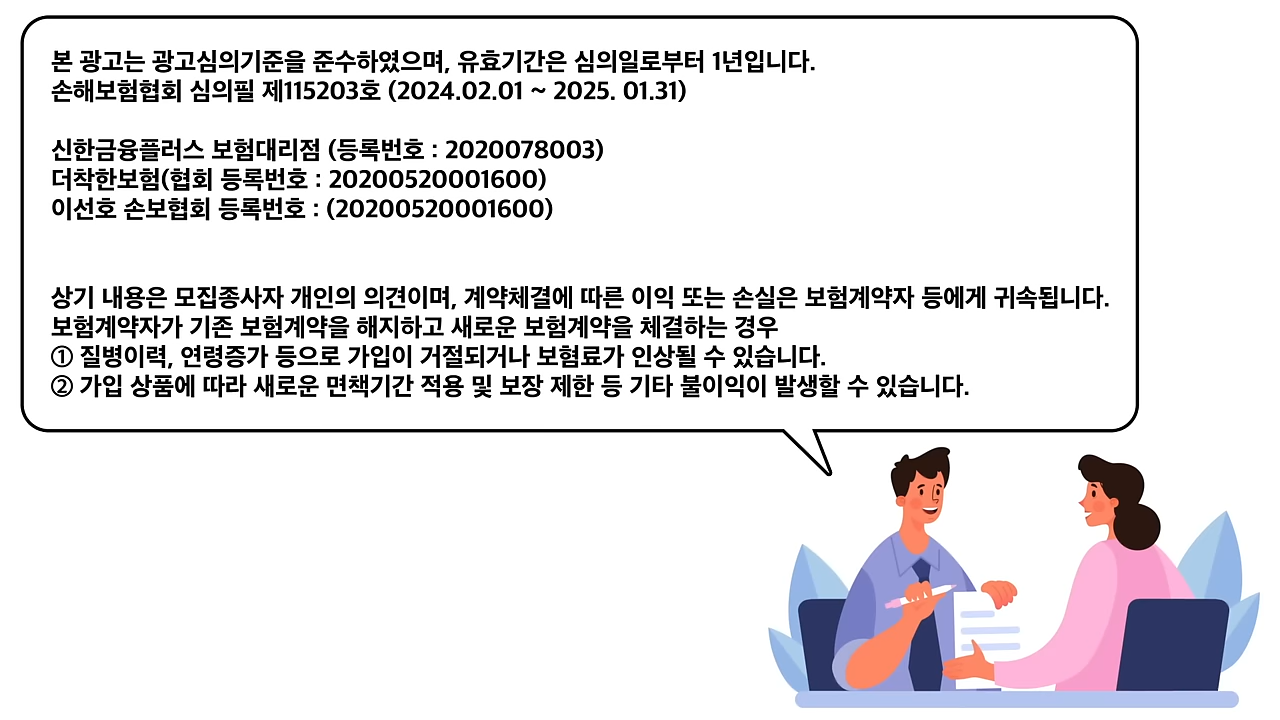 본 광고는 광고심의기준을 준수하였으며, 유효기간은 심의일로부터 1년입니다.
손해보험협회 심의필 제115203호 (2024.02.01 ~ 2025. 01.31)
신한금융플러스 보험대리점 (등록번호 : 2020078003)
더착한보험(협회 등록번호 : 20200520001600)
이선호 손보협회 등록번호 : (20200520001600)
상기 내용은 모집종사자 개인의 의견이며, 계약체결에 따른 이익 또는 손실은 보험계약자 등에게 귀속됩니다.
보험계약자가 기존 보험계약을 해지하고 새로운 보험계약을 체결하는 경우
① 질병이력, 연령증가 등으로 가입이 거절되거나 보험료가 인상될 수 있습니다.
② 가입 상품에 따라 새로운 면책기간 적용 및 보장 제한 등 기타 불이익이 발생할 수 있습니다.